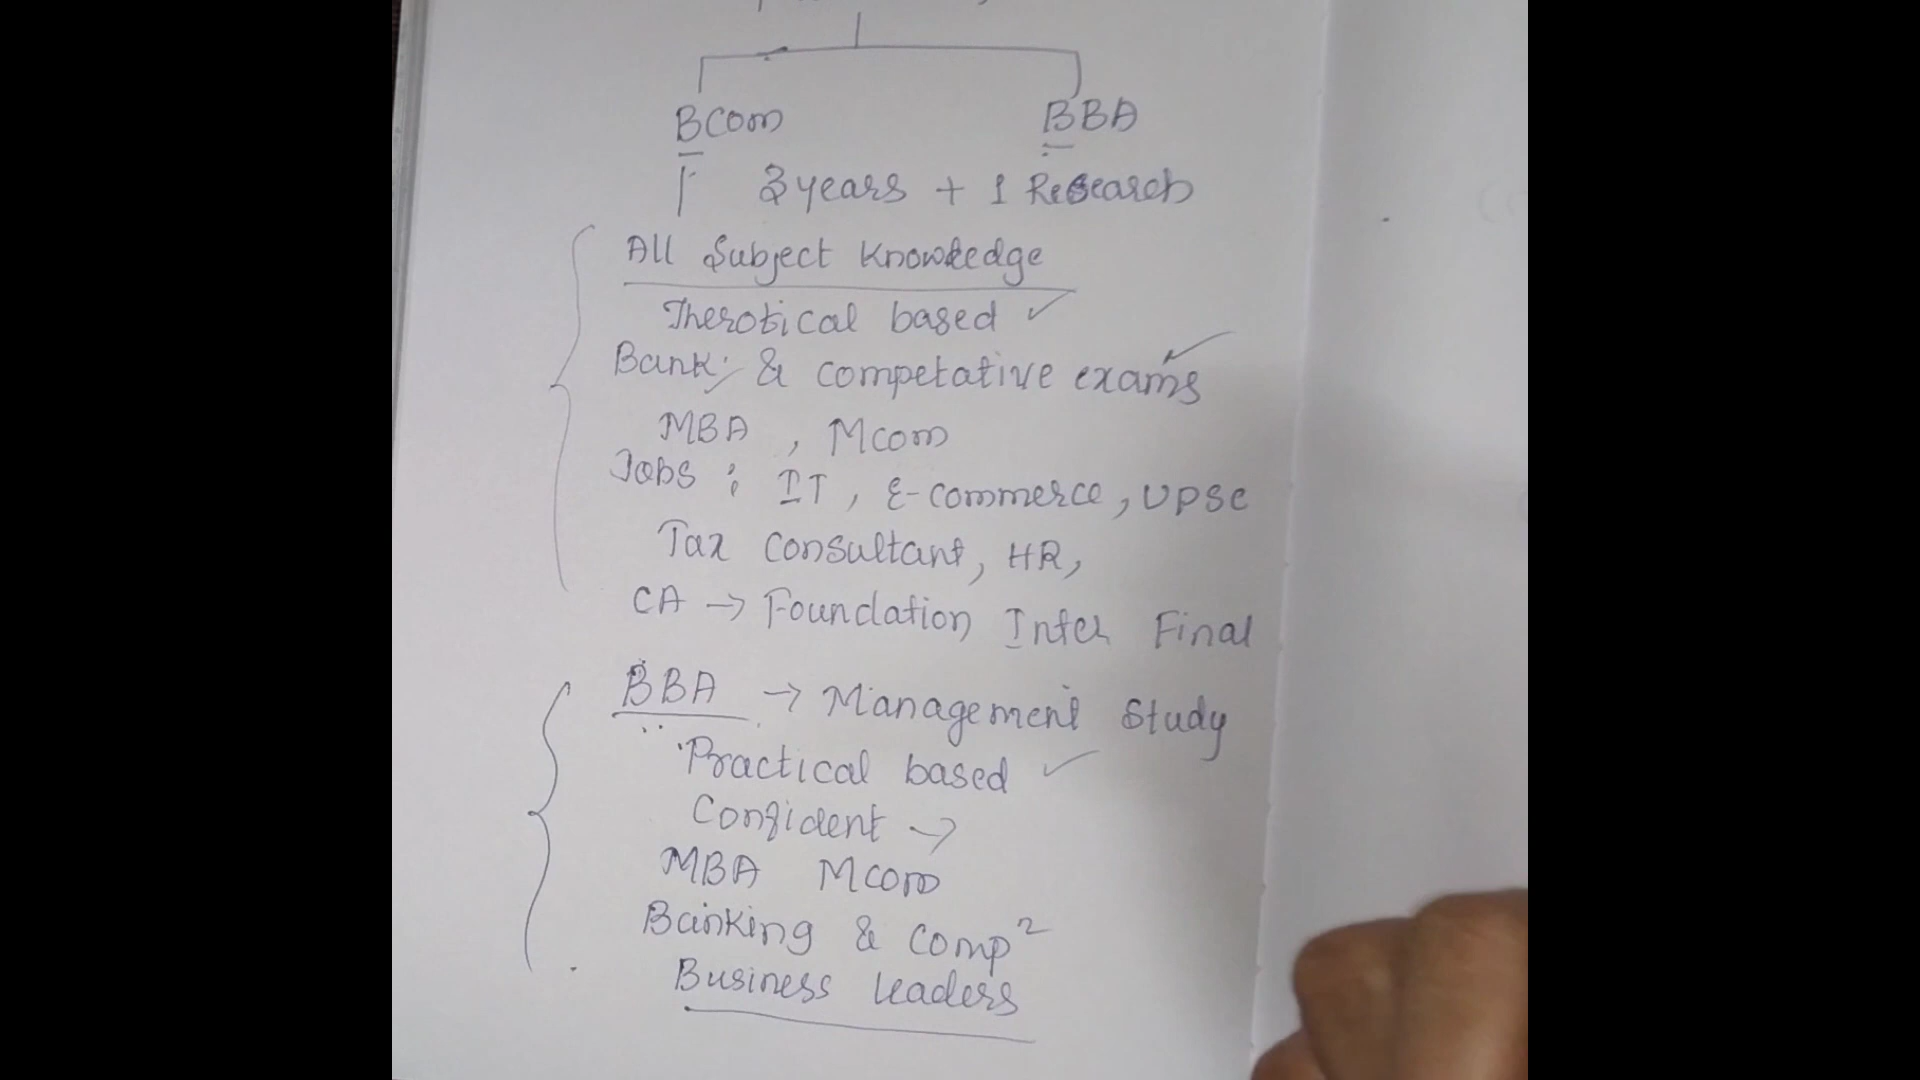 BCom BBA
3 years + 1 Research
All Subject Knowledge
Therotical based ✓
Bank & competative exams ✓
MBA , Mcom
Jobs : IT, E-commerce, UPSC
Tax consultant, HR,
CA → Foundation Inter Final
BBA → Management Study
Practical based ✓
Confident →
MBA Mcom
Banking & comp²
Business leaders